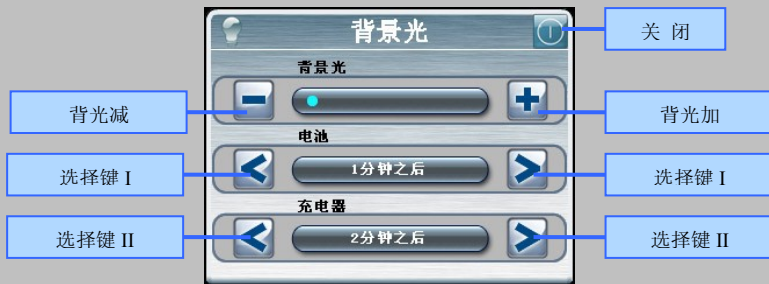 背景光
关 闭
背景光
背光减
背光加
电池
选择键 I
1分钟之后
选择键 I
充电器
选择键 II
2分钟之后
选择键 II